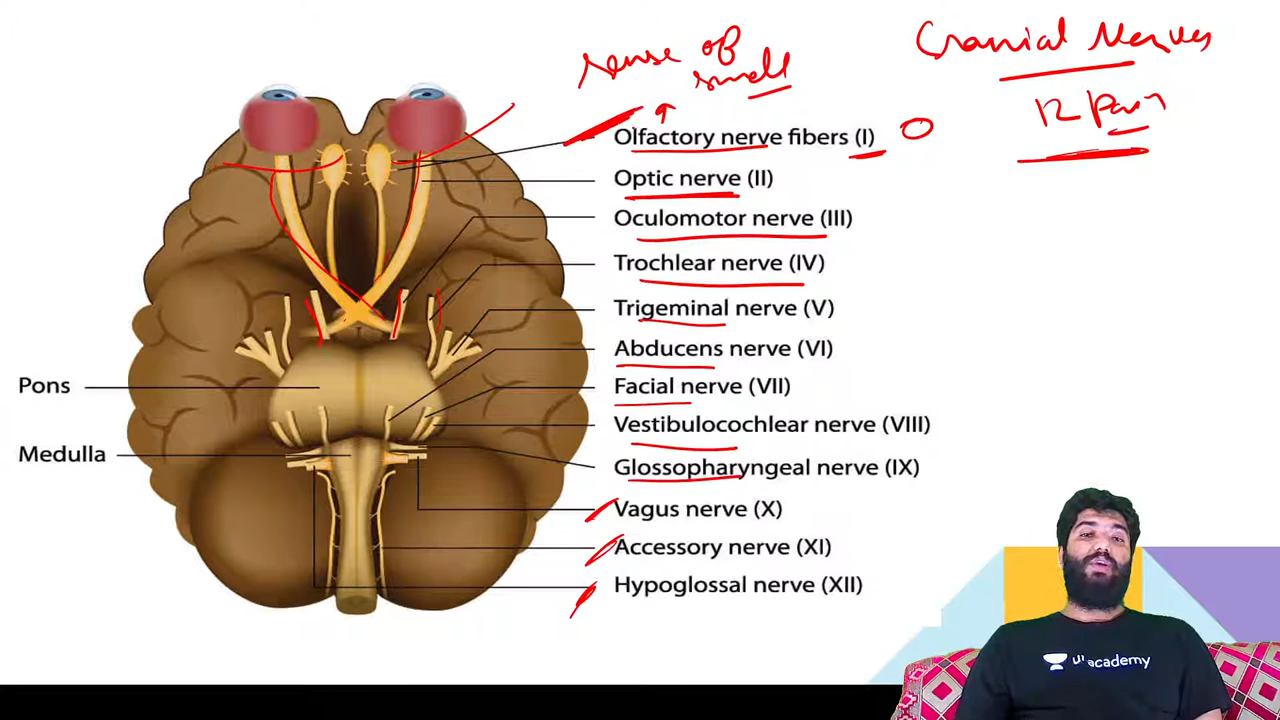 Cranial Nerves
12 Pairs
sense of
smell
Olfactory nerve fibers (I)
Optic nerve (II)
Oculomotor nerve (III)
Trochlear nerve (IV)
Trigeminal nerve (V)
Abducens nerve (VI)
Facial nerve (VII)
Vestibulocochlear nerve (VIII)
Glossopharyngeal nerve (IX)
Vagus nerve (X)
Accessory nerve (XI)
Hypoglossal nerve (XII)
Pons
Medulla
academy